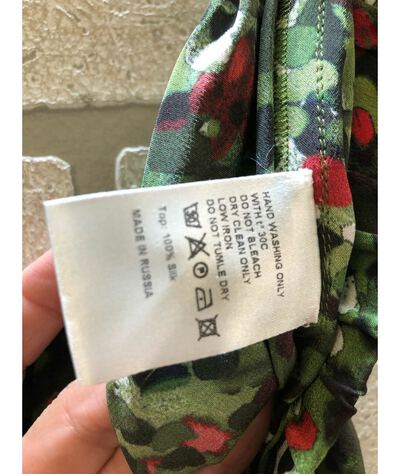 HAND WASHING ONLY
WITH t° 30C
DO NOT BLEACH
DRY CLEAN ONLY
LOW IRON
DO NOT TUMLE DRY
Top: 100% Silk
MADE IN RUSSIA